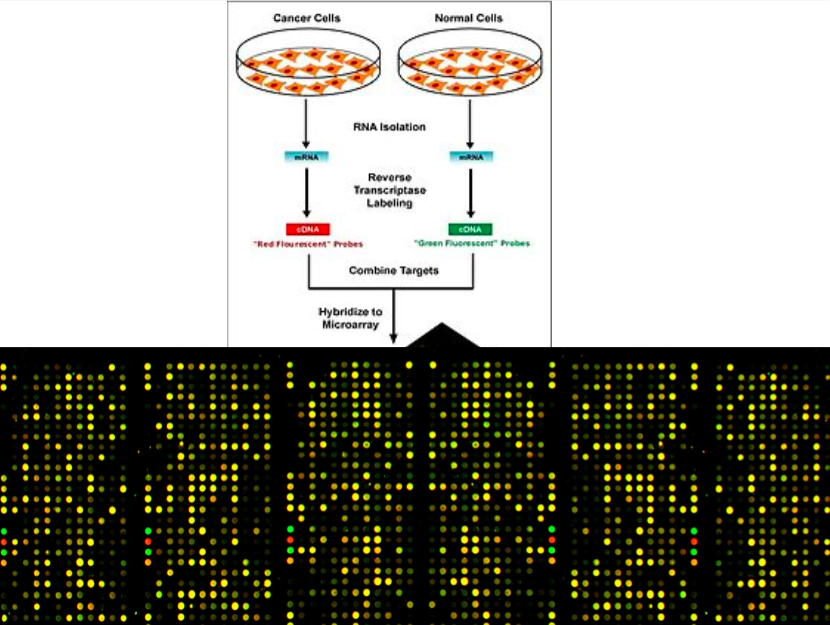 Cancer Cells
Normal Cells
RNA Isolation
mRNA
mRNA
Reverse
Transcriptase
Labeling
cDNA
cDNA
"Red Flourescent" Probes
"Green Fluorescent" Probes
Combine Targets
Hybridize to
Microarray